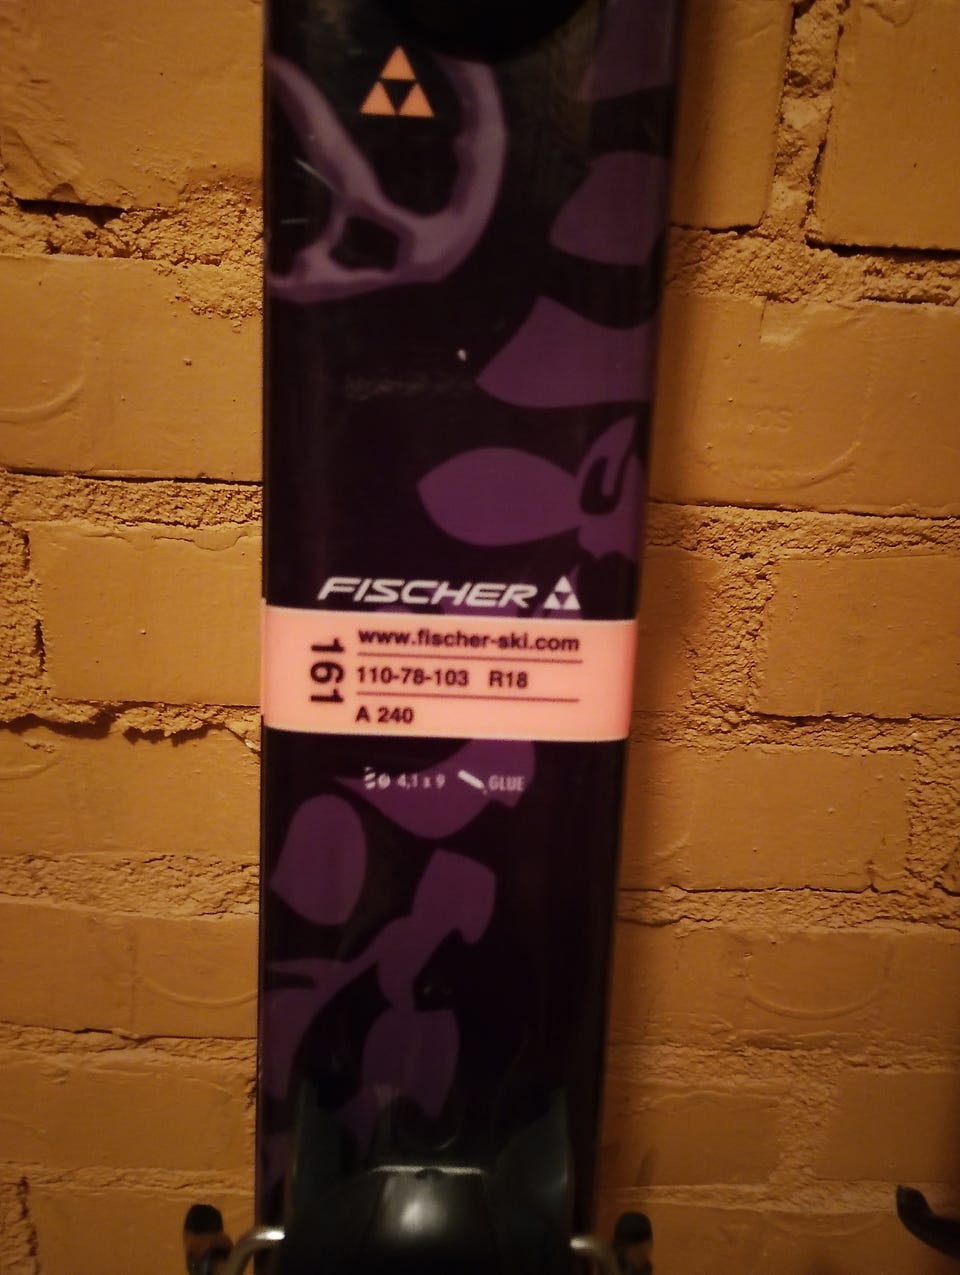 FISCHER
www.fischer-ski.com
161
110-78-103 R18
A 240
4,1 x 9 GLUE